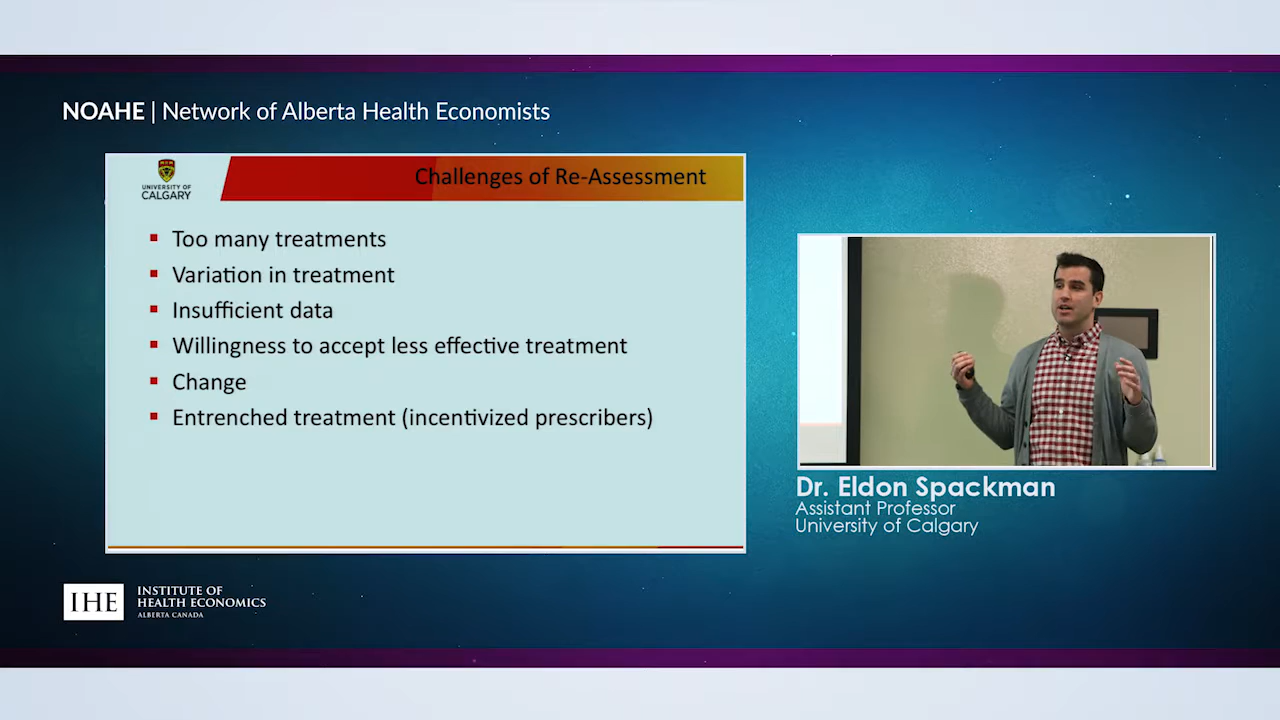 NOAHE | Network of Alberta Health Economists
UNIVERSITY OF
CALGARY
Challenges of Re-Assessment
Too many treatments
Variation in treatment
Insufficient data
Willingness to accept less effective treatment
Change
Entrenched treatment (incentivized prescribers)
Dr. Eldon Spackman
Assistant Professor
University of Calgary
IHE
INSTITUTE OF
HEALTH ECONOMICS
ALBERTA CANADA